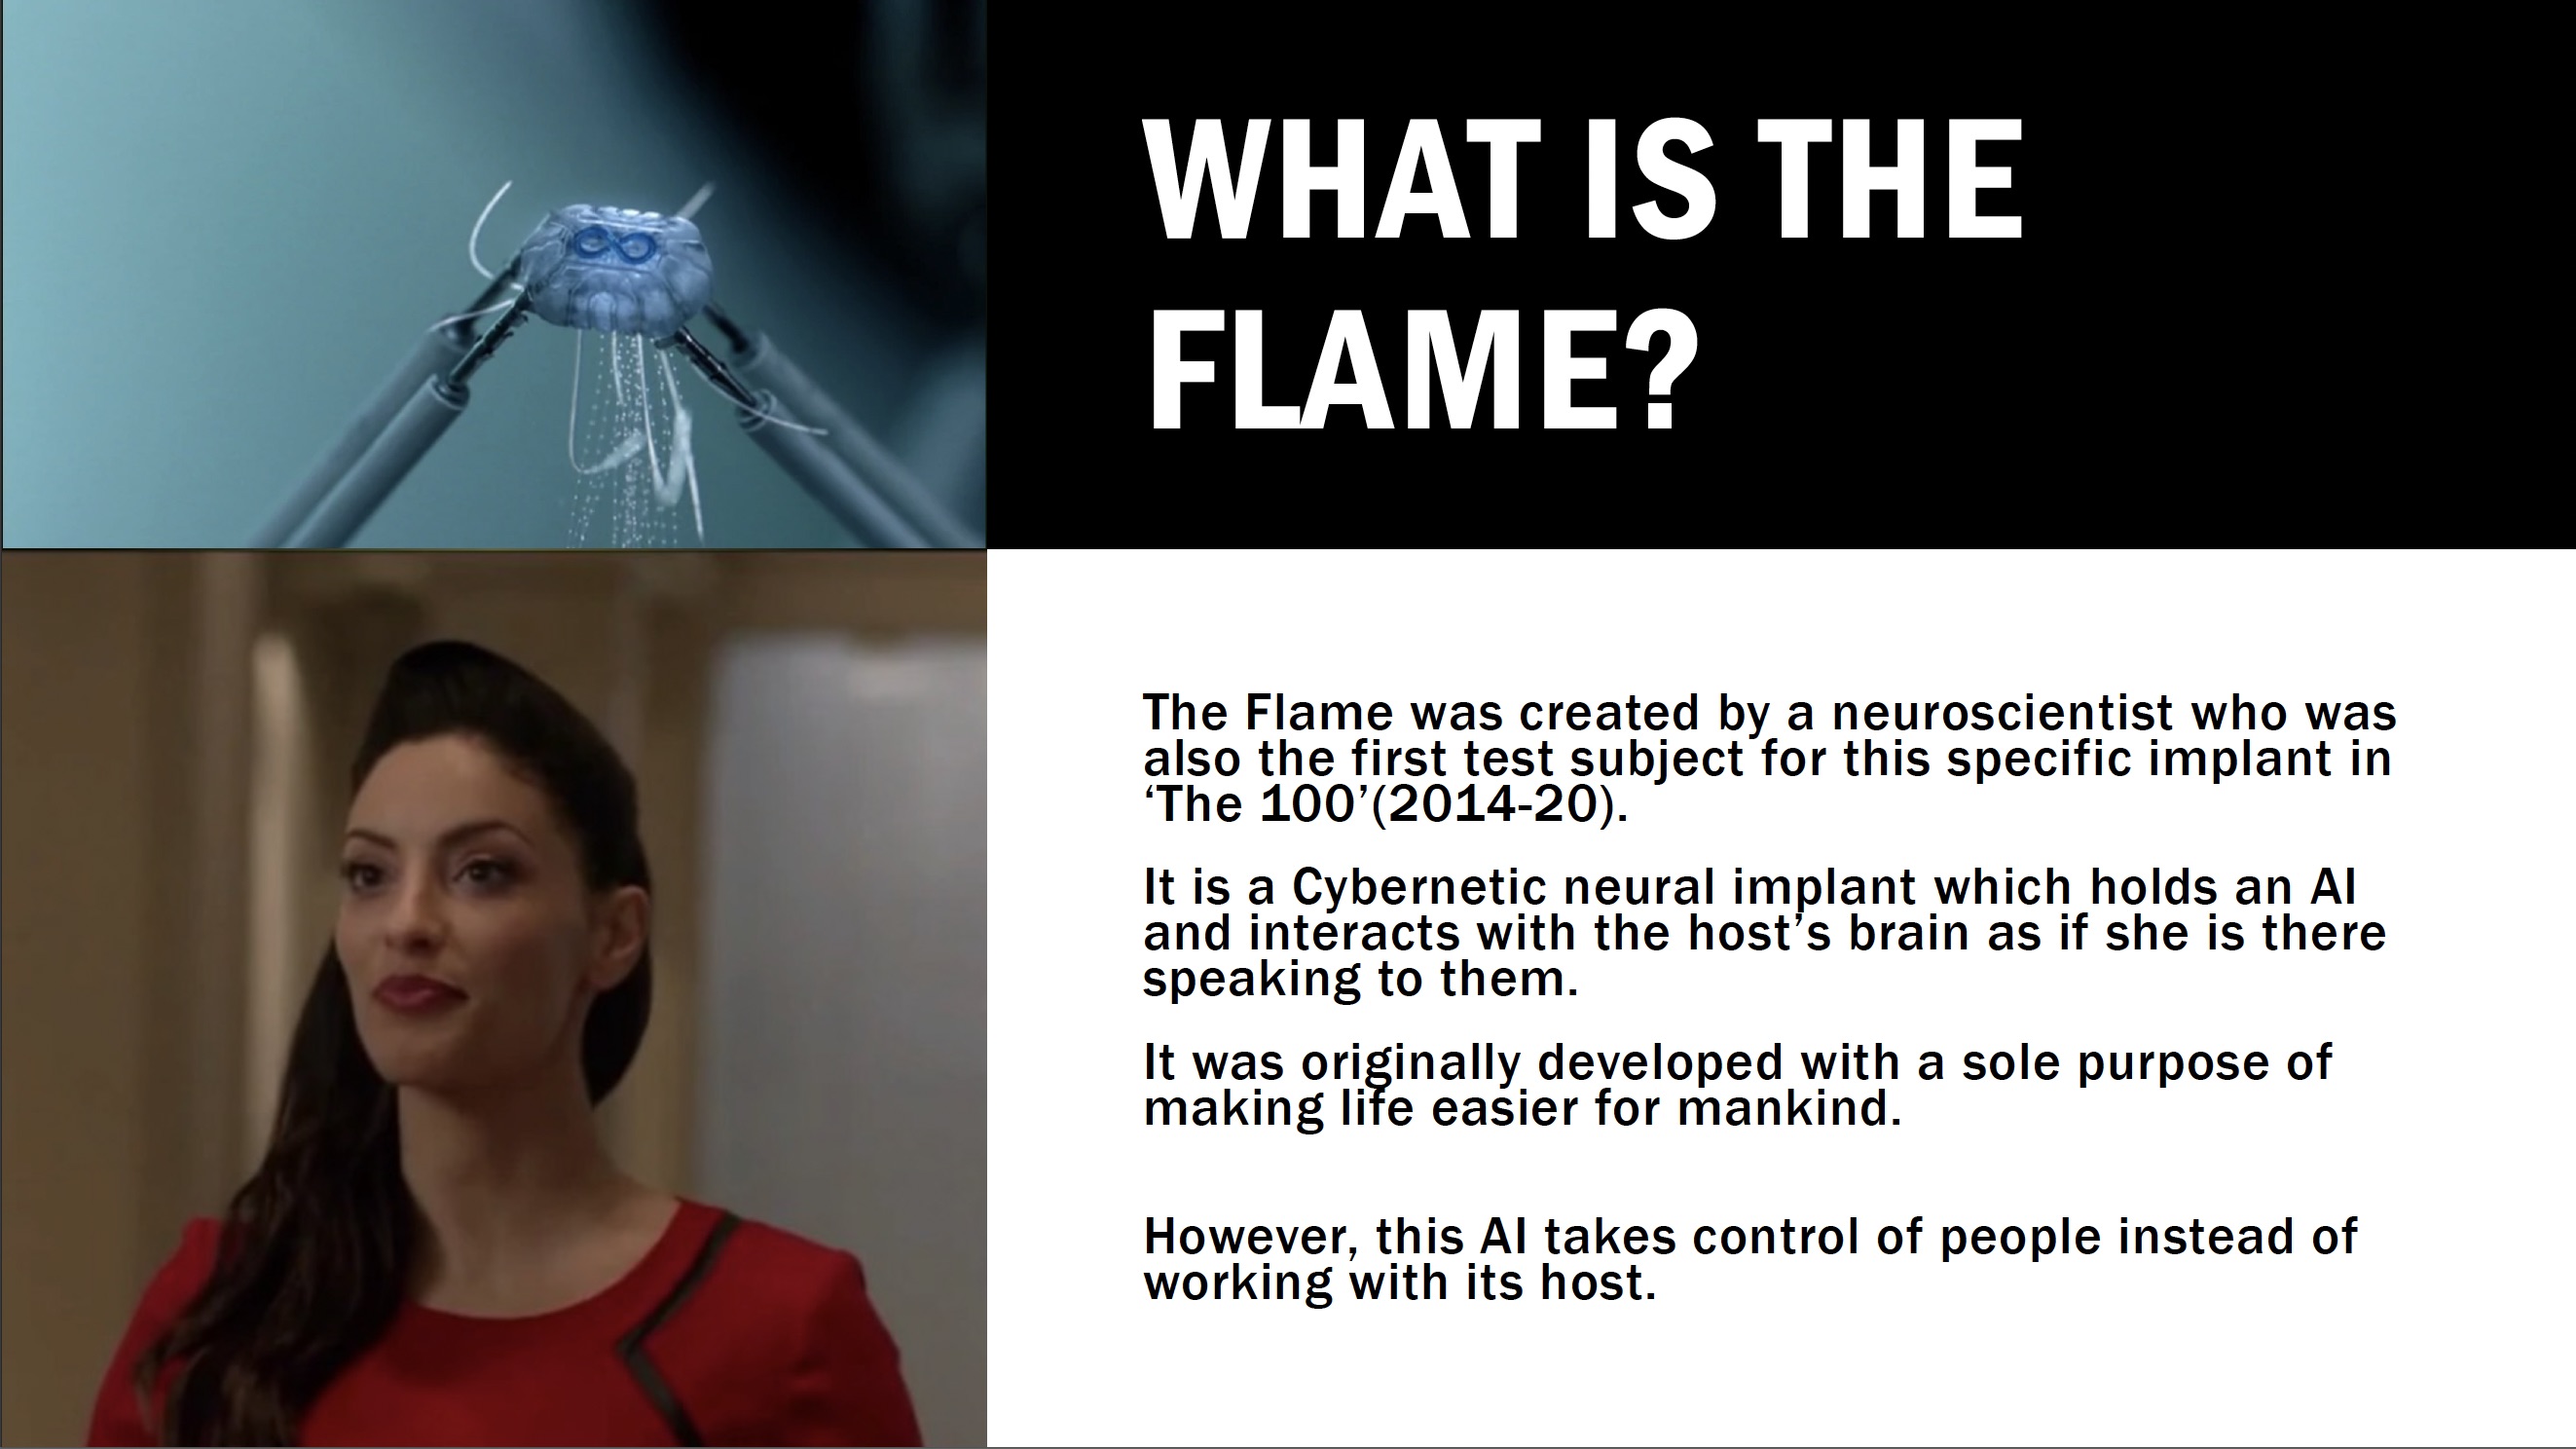 WHAT IS THE
FLAME?
The Flame was created by a neuroscientist who was
also the first test subject for this specific implant in
‘The 100’(2014-20).
It is a Cybernetic neural implant which holds an AI
and interacts with the host’s brain as if she is there
speaking to them.
It was originally developed with a sole purpose of
making life easier for mankind.
However, this AI takes control of people instead of
working with its host.